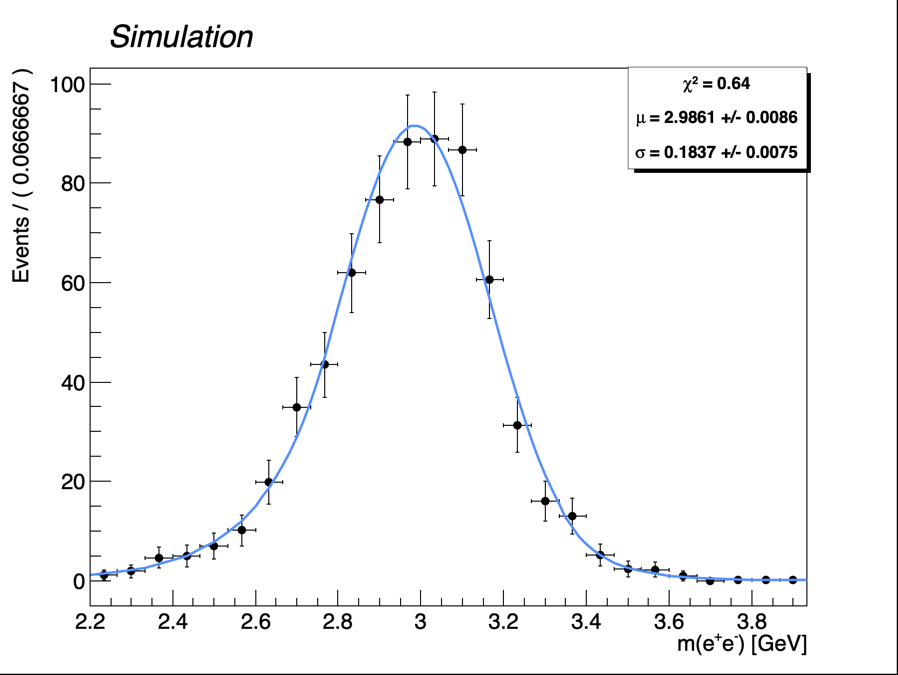 Simulation
Events / ( 0.0666667 )
100
80
60
40
20
0
χ² = 0.64
μ = 2.9861 +/- 0.0086
σ = 0.1837 +/- 0.0075
2.2 2.4 2.6 2.8 3 3.2 3.4 3.6 3.8
m(e⁺e⁻) [GeV]